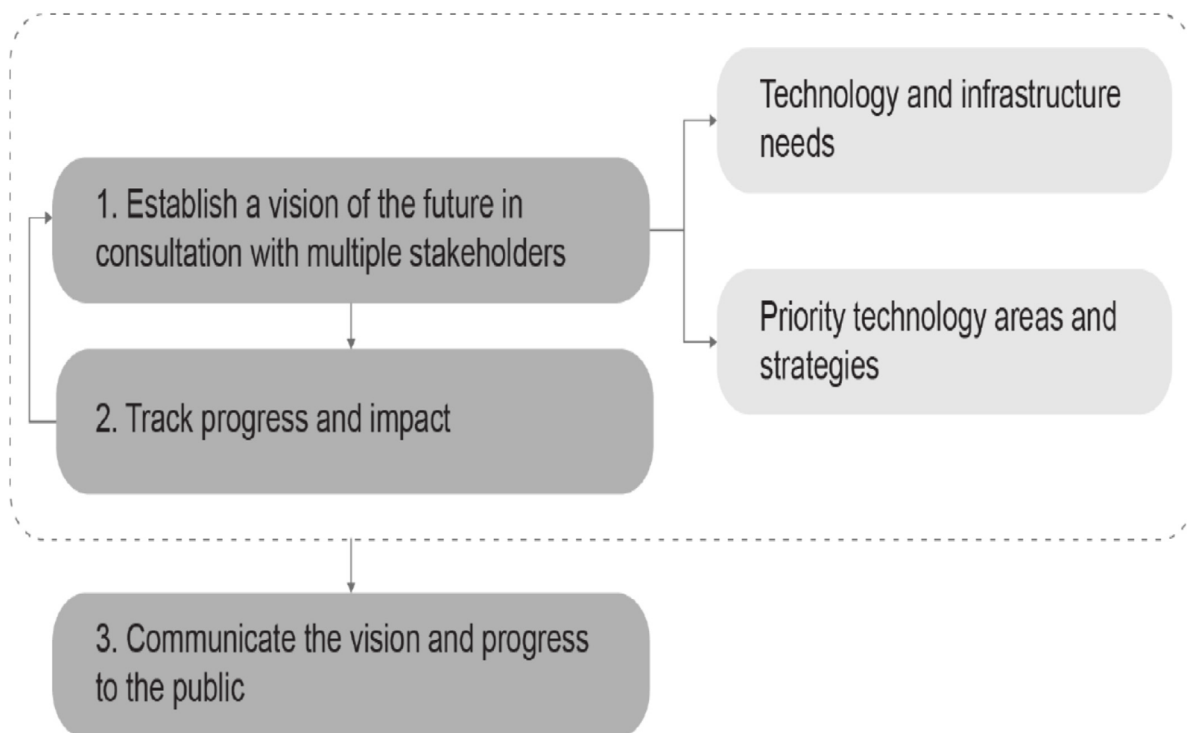 Technology and infrastructure
needs
1. Establish a vision of the future in
consultation with multiple stakeholders
Priority technology areas and
strategies
2. Track progress and impact
3. Communicate the vision and progress
to the public